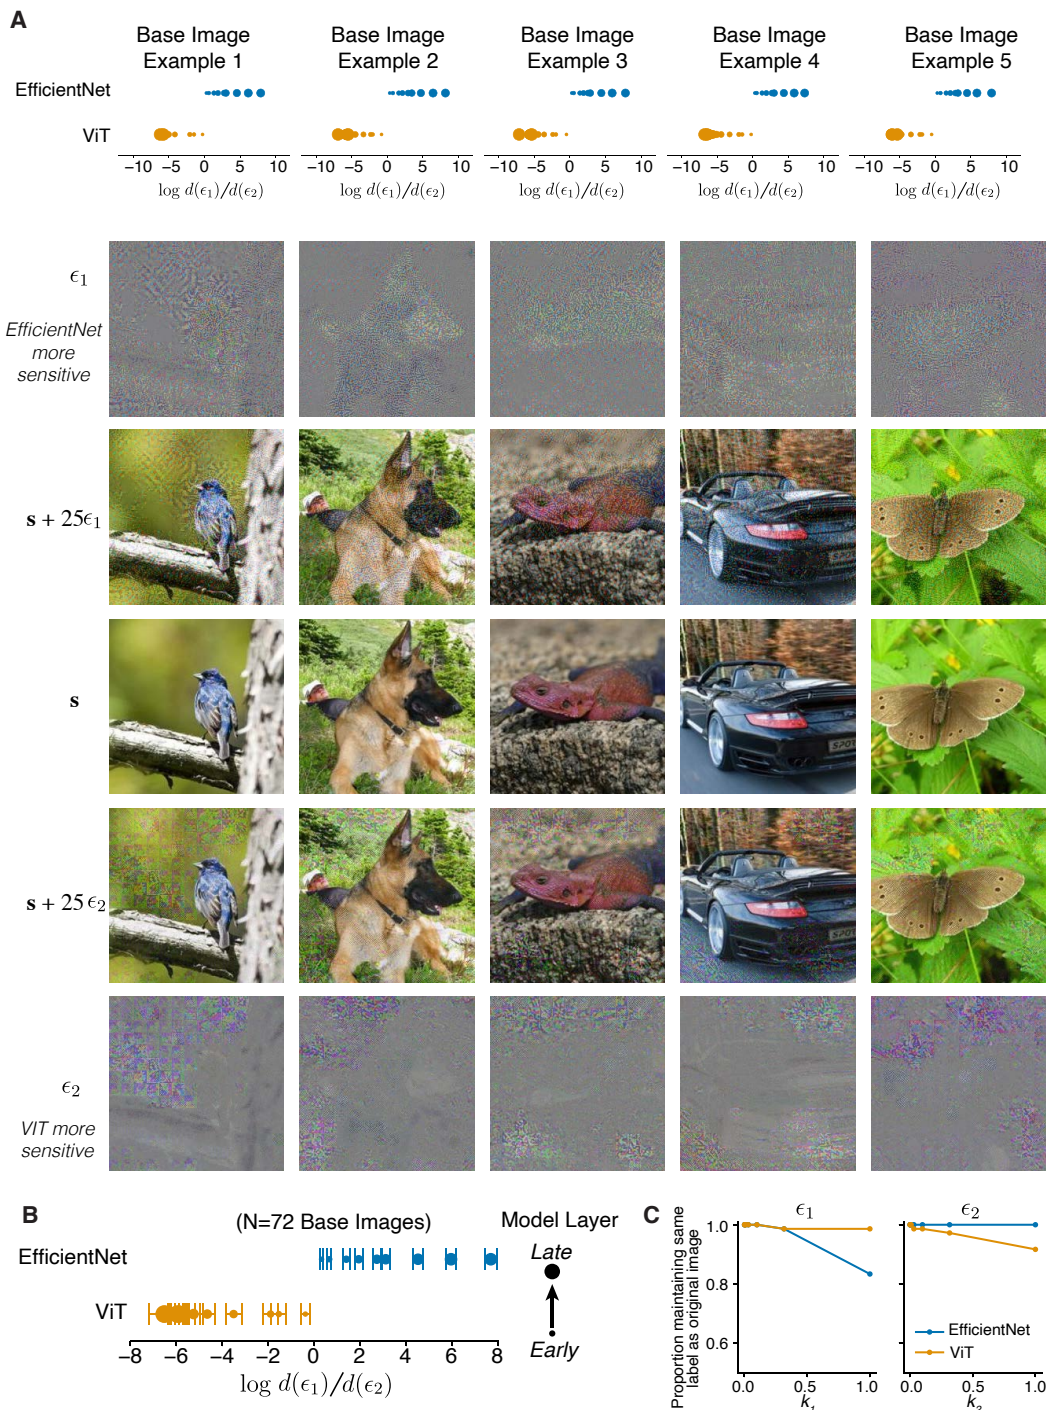 A
Base Image Example 1
Base Image Example 2
Base Image Example 3
Base Image Example 4
Base Image Example 5
EfficientNet
ViT
−10 −5 0 5 10
−10 −5 0 5 10
−10 −5 0 5 10
−10 −5 0 5 10
−10 −5 0 5 10
log d(ϵ₁)/d(ϵ₂)
log d(ϵ₁)/d(ϵ₂)
log d(ϵ₁)/d(ϵ₂)
log d(ϵ₁)/d(ϵ₂)
log d(ϵ₁)/d(ϵ₂)
ϵ₁
EfficientNet
more
sensitive
s + 25ϵ₁
s
SPOT
s + 25 ϵ₂
SPOT
ϵ₂
VIT more
sensitive
B
(N=72 Base Images)
EfficientNet
ViT
−8 −6 −4 −2 0 2 4 6 8
log d(ϵ₁)/d(ϵ₂)
Model Layer
Late
Early
C
Proportion maintaining same
label as original image
ϵ₁
1.0
0.8
0.6
0.0 0.5 1.0
k₁
ϵ₂
EfficientNet
ViT
0.0 0.5 1.0
k₂